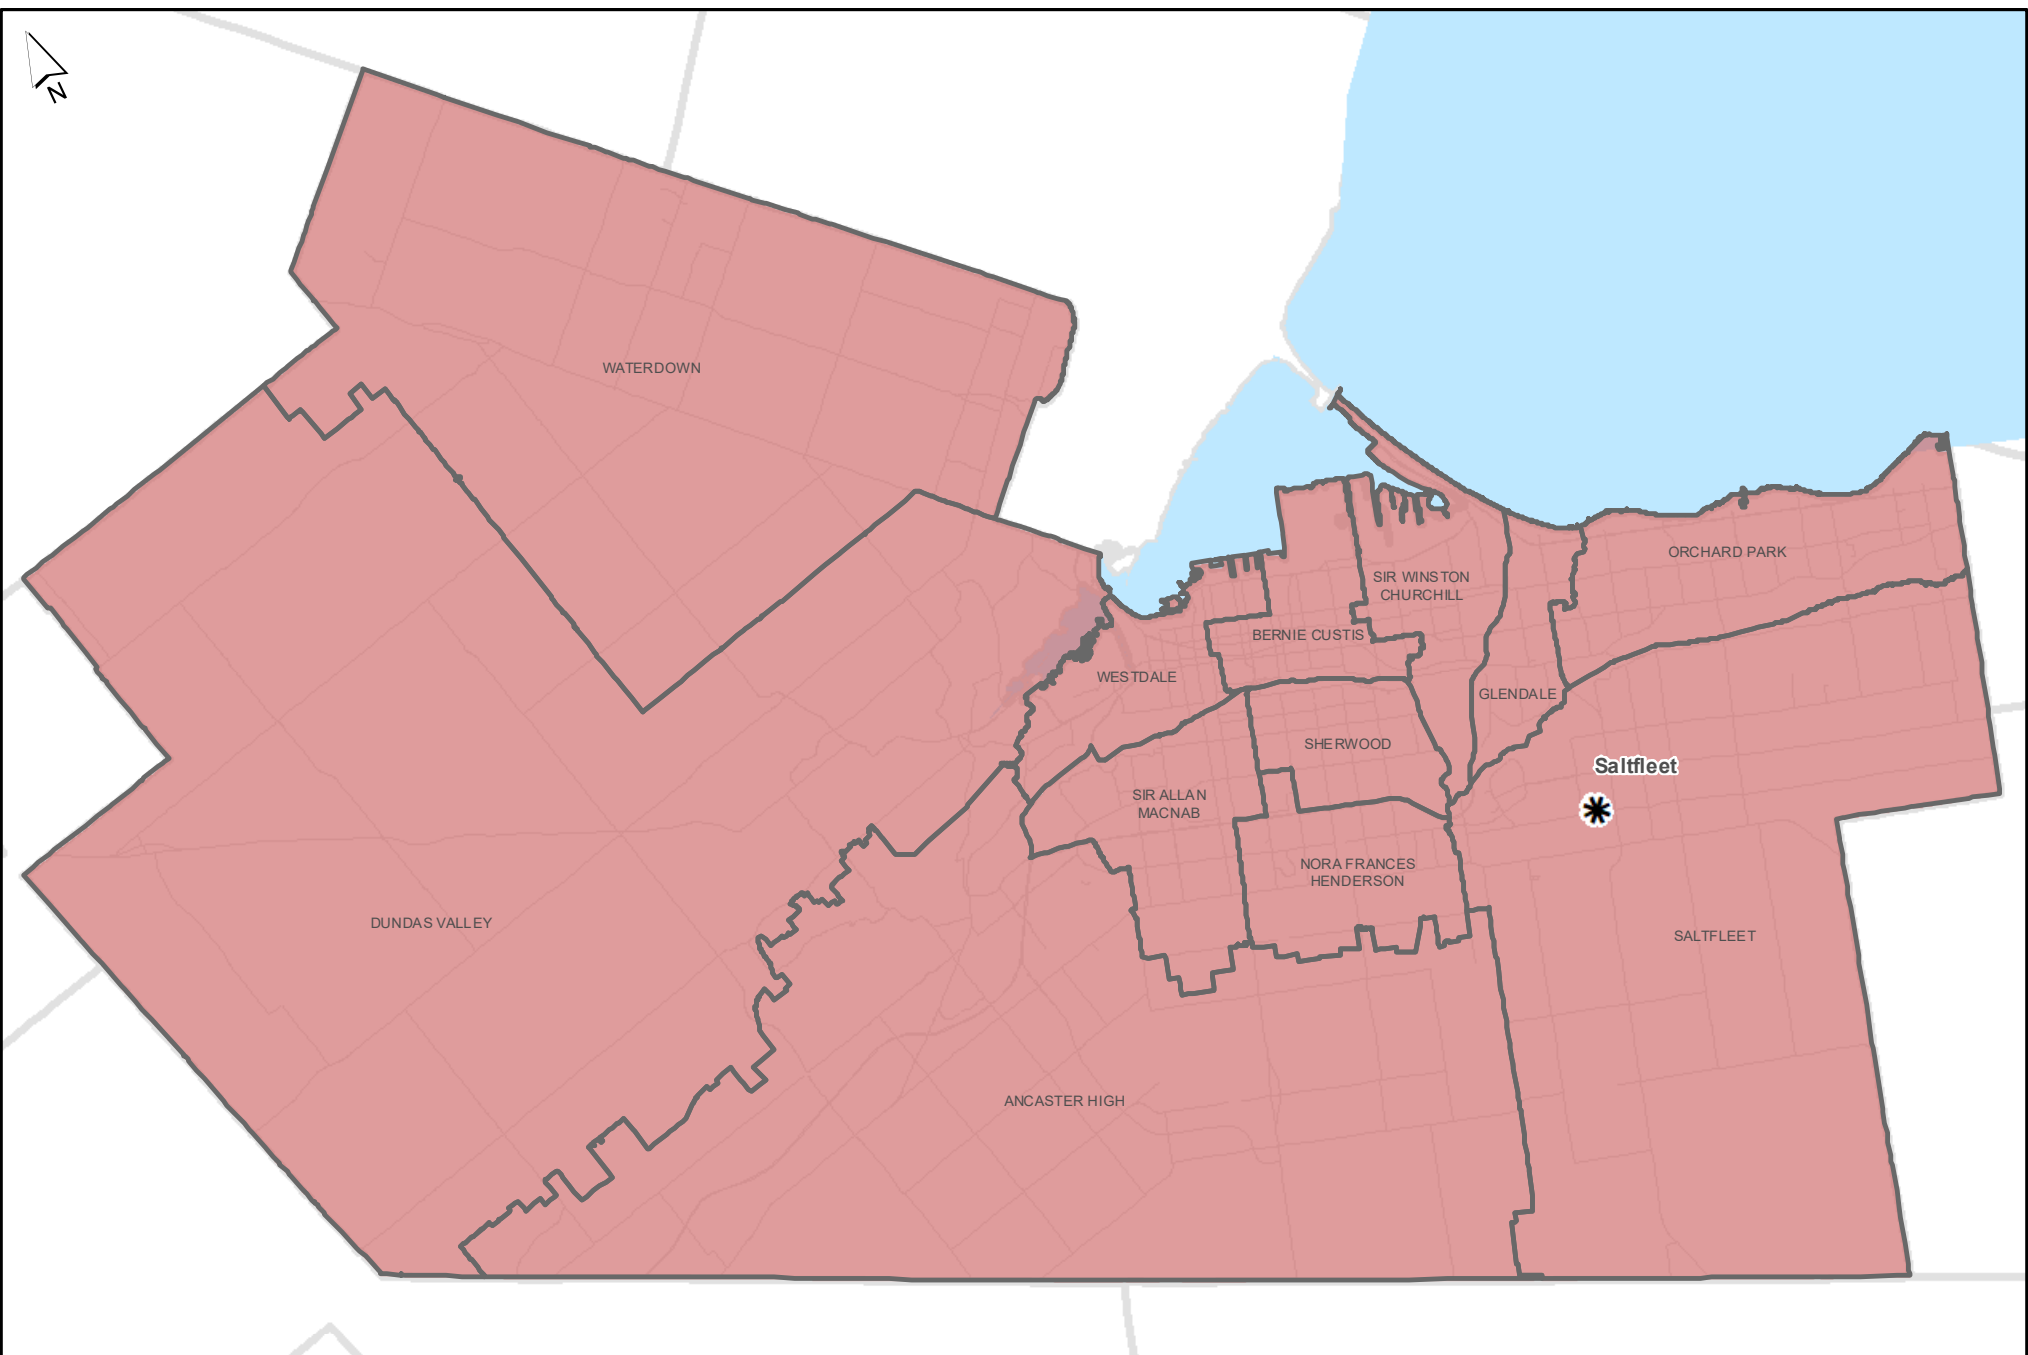 N
WATERDOWN
ORCHARD PARK
SIR WINSTON
CHURCHILL
BERNIE CUSTIS
WESTDALE
GLENDALE
SHERWOOD
Saltfleet
SIR ALLAN
MACNAB
NORA FRANCES
HENDERSON
DUNDAS VALLEY
SALTFLEET
ANCASTER HIGH